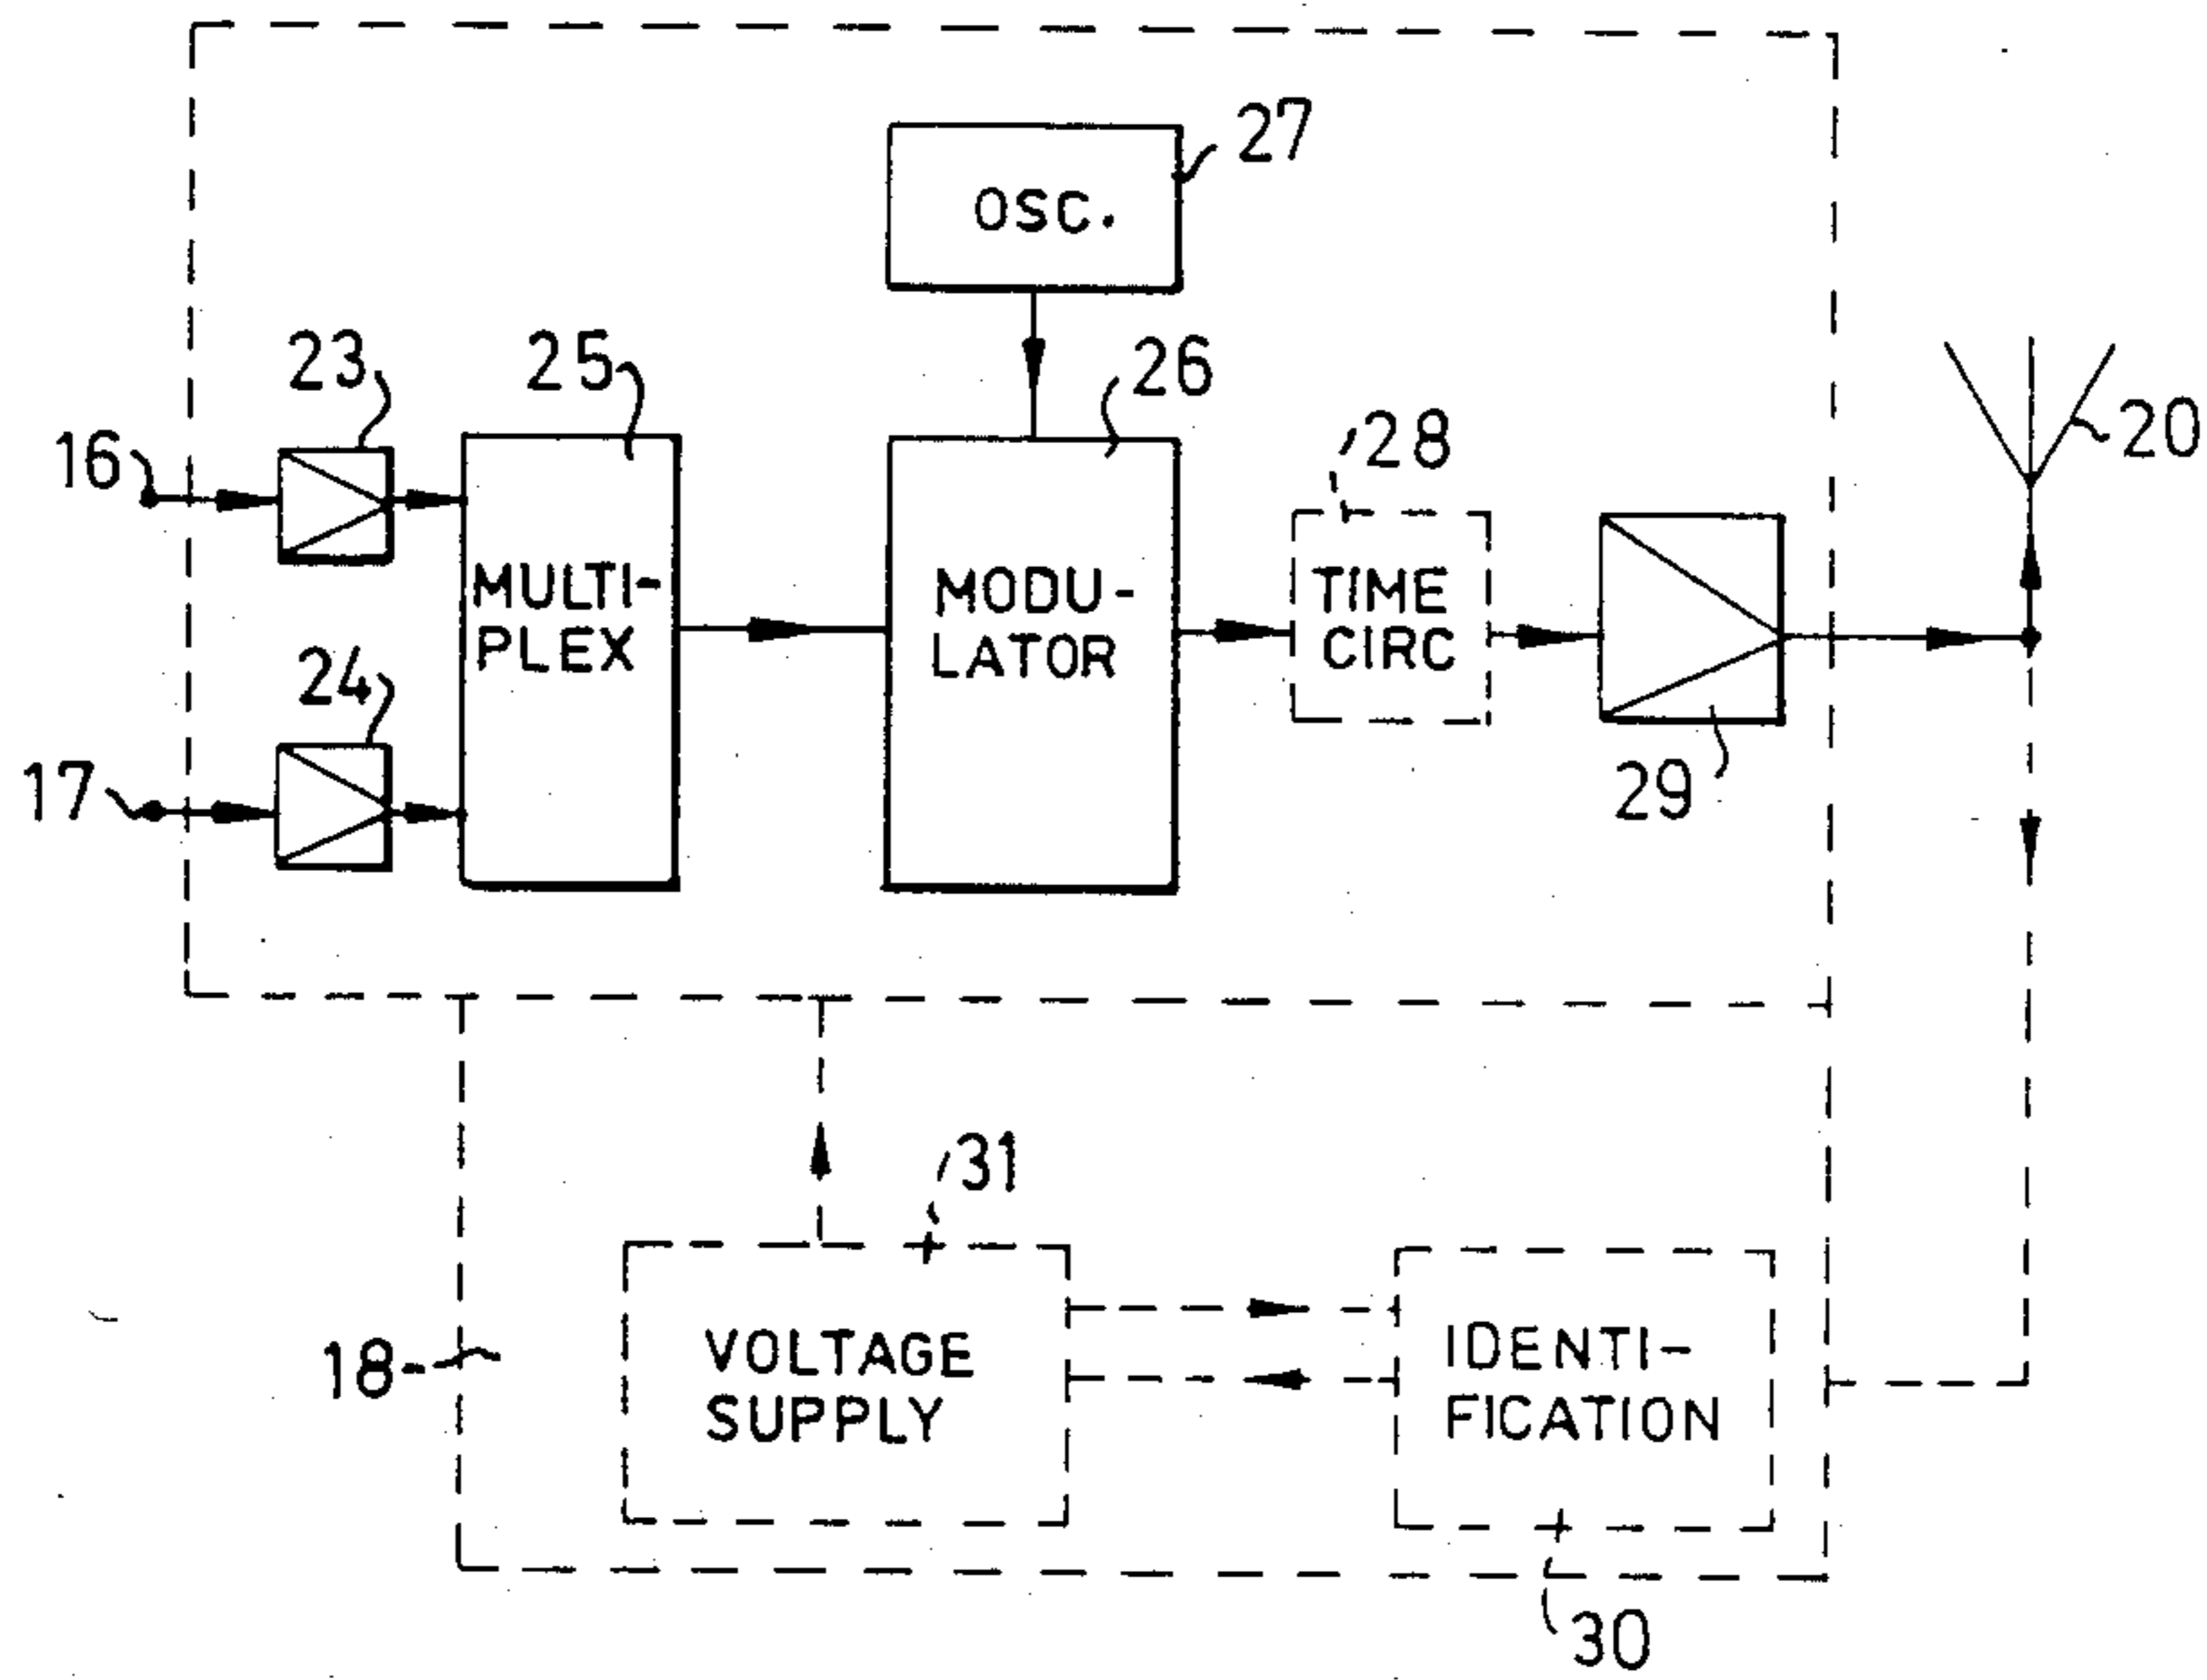 27
OSC.
23
25
26
28
20
16
MULTI-
PLEX
MODU-
LATOR
TIME
CIRC
24
17
29
31
18
VOLTAGE
SUPPLY
IDENTI-
FICATION
30